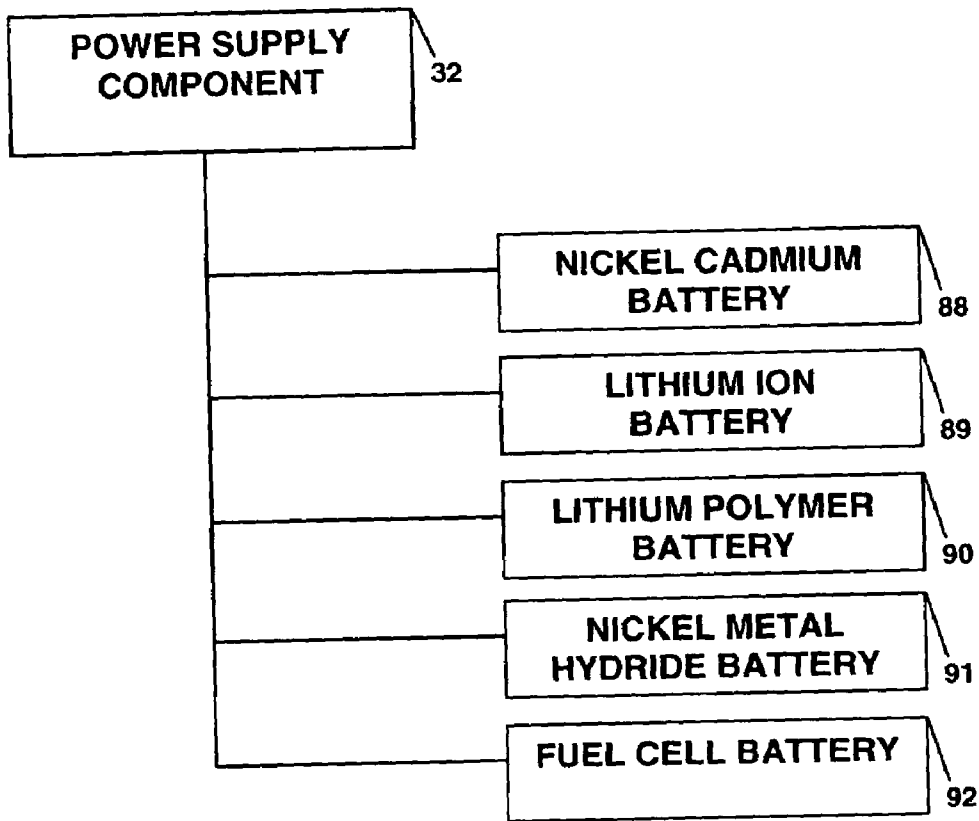 POWER SUPPLY
COMPONENT
32
NICKEL CADMIUM
BATTERY
88
LITHIUM ION
BATTERY
89
LITHIUM POLYMER
BATTERY
90
NICKEL METAL
HYDRIDE BATTERY
91
FUEL CELL BATTERY
92